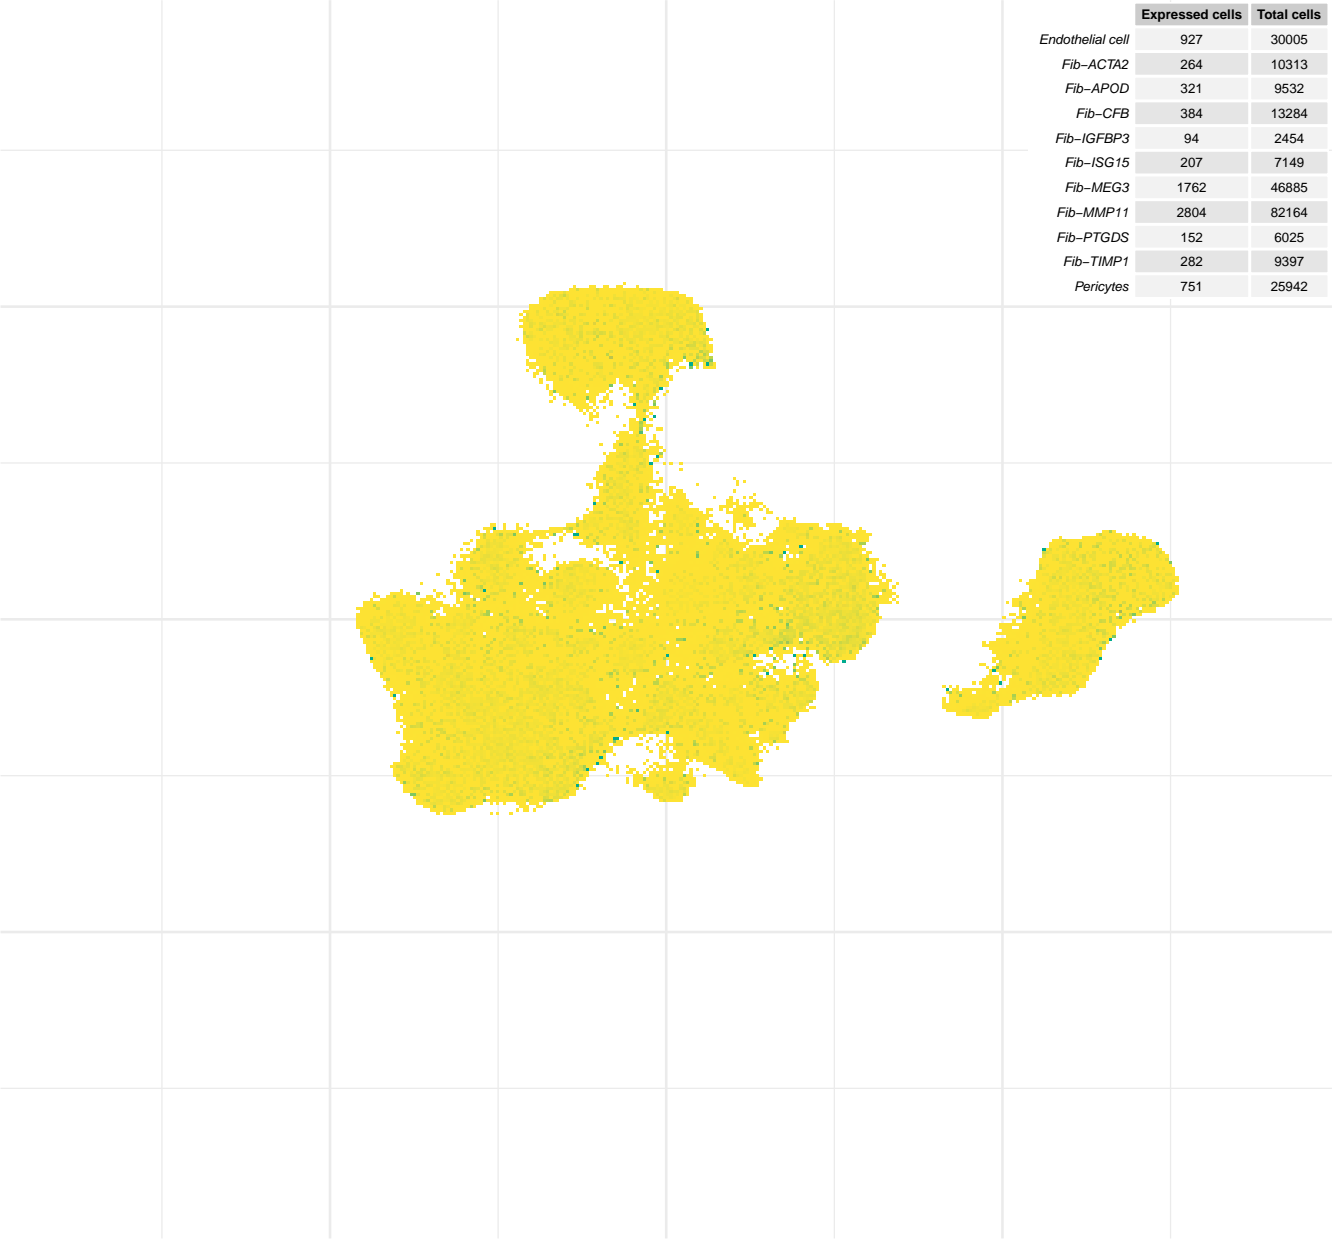 Expressed cells Total cells
Endothelial cell 927 30005
Fib−ACTA2 264 10313
Fib−APOD 321 9532
Fib−CFB 384 13284
Fib−IGFBP3 94 2454
Fib−ISG15 207 7149
Fib−MEG3 1762 46885
Fib−MMP11 2804 82164
Fib−PTGDS 152 6025
Fib−TIMP1 282 9397
Pericytes 751 25942